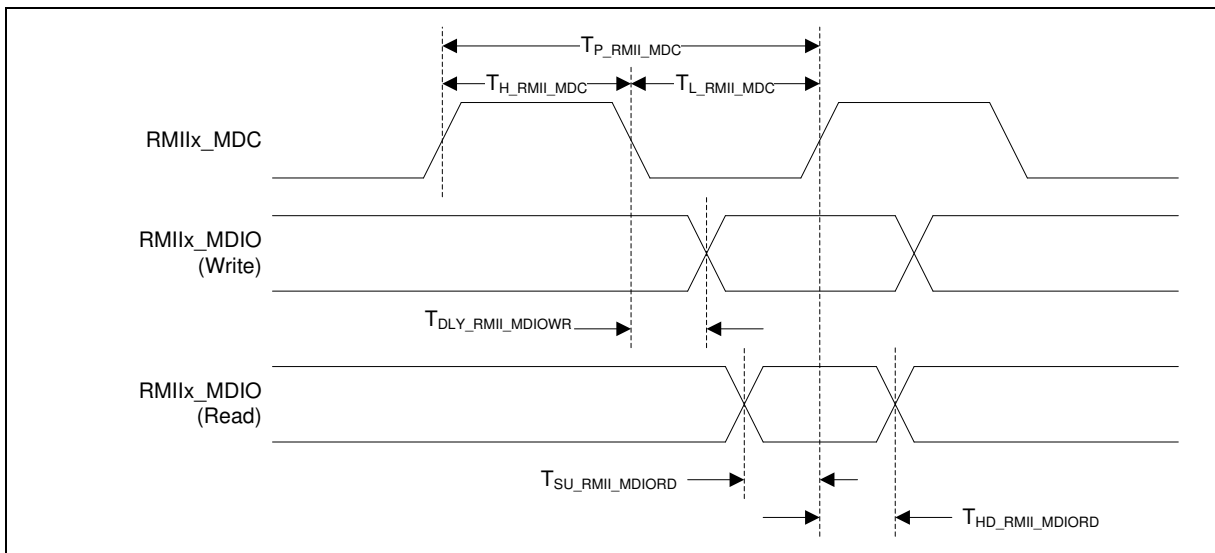 TP_RMII_MDC
TH_RMII_MDC TL_RMII_MDC
RMIIx_MDC
RMIIx_MDIO
(Write)
TDLY_RMII_MDIOWR
RMIIx_MDIO
(Read)
TSU_RMII_MDIORD
THD_RMII_MDIORD